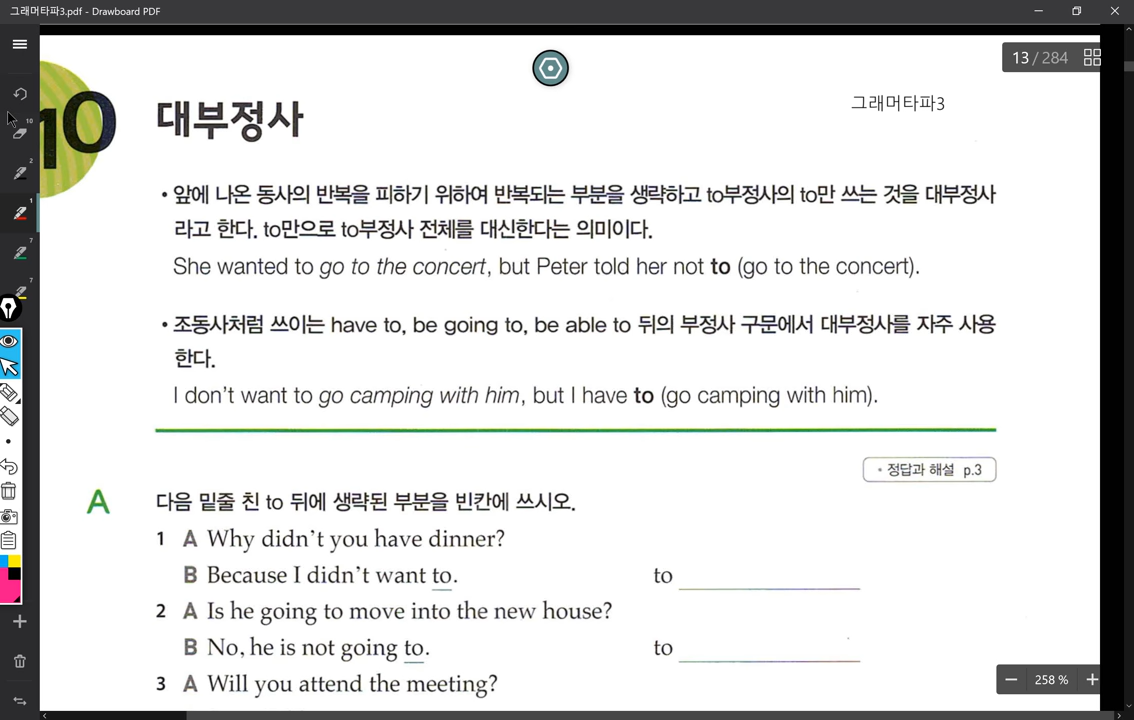 그래머타파3.pdf - Drawboard PDF
13 / 284
10
대부정사
그래머타파3
• 앞에 나온 동사의 반복을 피하기 위하여 반복되는 부분을 생략하고 to부정사의 to만 쓰는 것을 대부정사
라고 한다. to만으로 to부정사 전체를 대신한다는 의미이다.
She wanted to go to the concert, but Peter told her not to (go to the concert).
• 조동사처럼 쓰이는 have to, be going to, be able to 뒤의 부정사 구문에서 대부정사를 자주 사용
한다.
I don't want to go camping with him, but I have to (go camping with him).
• 정답과 해설 p.3
A 다음 밑줄 친 to 뒤에 생략된 부분을 빈칸에 쓰시오.
1 A Why didn't you have dinner?
B Because I didn't want to. to
2 A Is he going to move into the new house?
B No, he is not going to. to
3 A Will you attend the meeting?
258 %
10
2
1
7
7